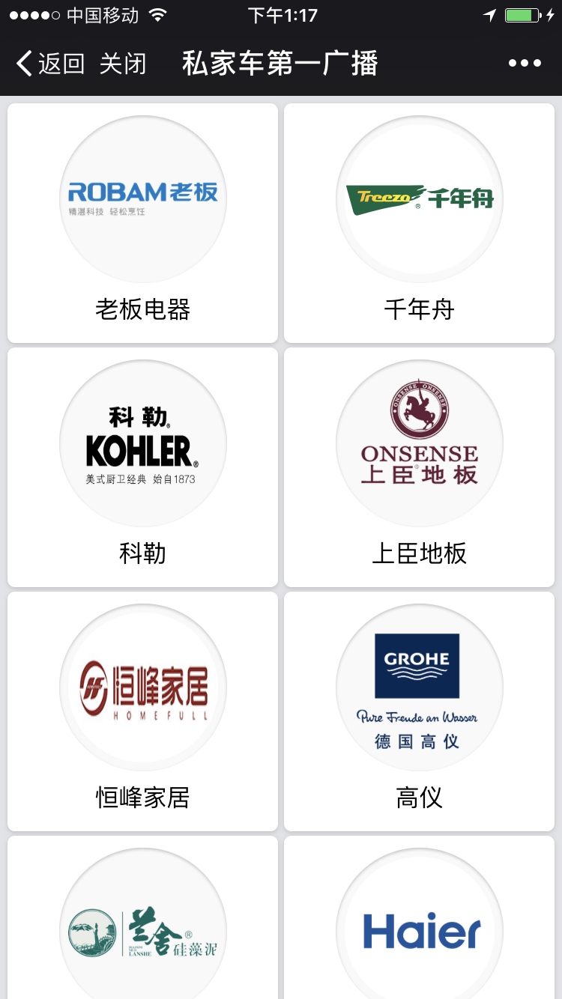 中国移动 下午1:17
返回 关闭 私家车第一广播
ROBAM老板
精湛科技 轻松烹饪
老板电器
Treezo®千年舟
千年舟
科勒®
KOHLER®
美式厨卫经典 始自1873
科勒
ONSENSE ONSENSE
ONSENSE
上臣®地板
上臣地板
恒峰家居
HOMEFULL
恒峰家居
GROHE
Pure Freude an Wasser
德国高仪
高仪
兰舍®硅藻泥
LANSHE
Haier